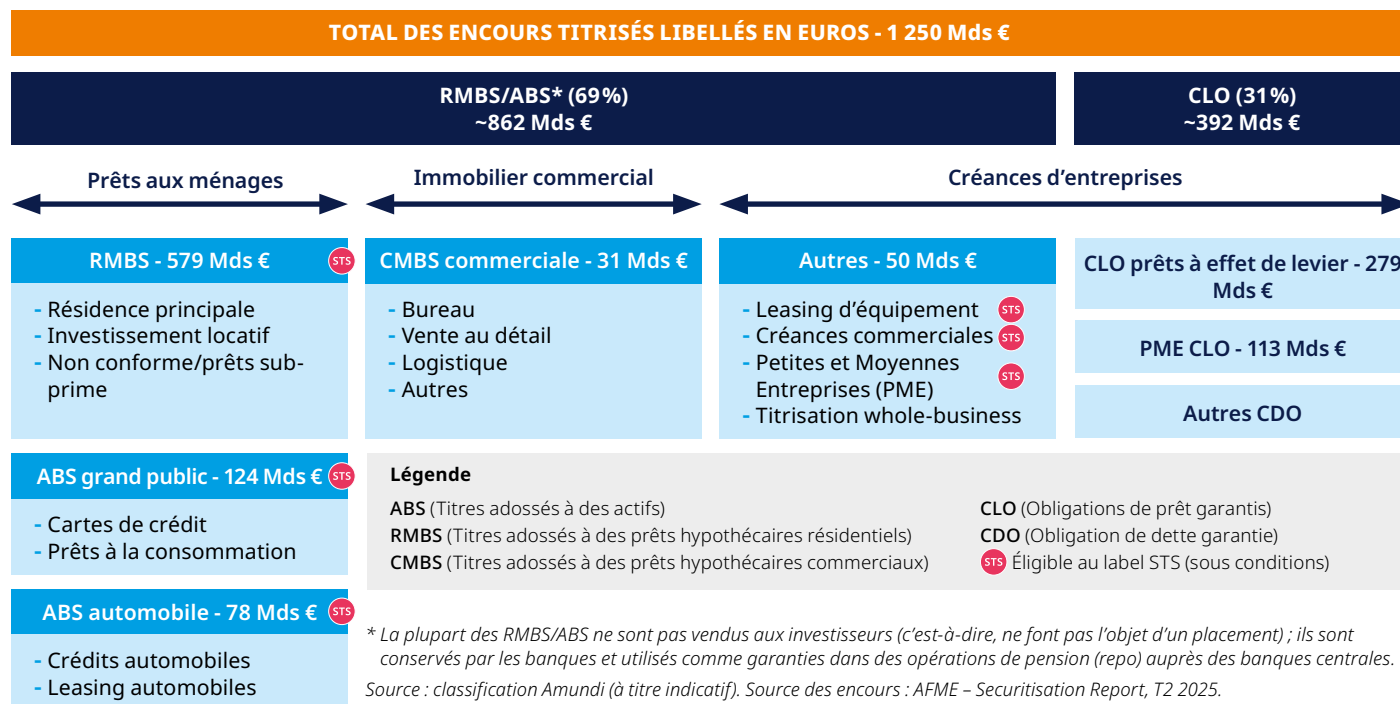 TOTAL DES ENCOURS TITRISÉS LIBELLÉS EN EUROS - 1 250 Mds €
RMBS/ABS* (69%)
~862 Mds €
CLO (31%)
~392 Mds €
Prêts aux ménages
Immobilier commercial
Créances d’entreprises
RMBS - 579 Mds €
STS
- Résidence principale
- Investissement locatif
- Non conforme/prêts sub-
prime
CMBS commerciale - 31 Mds €
- Bureau
- Vente au détail
- Logistique
- Autres
Autres - 50 Mds €
- Leasing d’équipement STS
- Créances commerciales STS
- Petites et Moyennes
Entreprises (PME) STS
- Titrisation whole-business
CLO prêts à effet de levier - 279
Mds €
PME CLO - 113 Mds €
Autres CDO
ABS grand public - 124 Mds € STS
- Cartes de crédit
- Prêts à la consommation
ABS automobile - 78 Mds € STS
- Crédits automobiles
- Leasing automobiles
Légende
ABS (Titres adossés à des actifs)
RMBS (Titres adossés à des prêts hypothécaires résidentiels)
CMBS (Titres adossés à des prêts hypothécaires commerciaux)
CLO (Obligations de prêt garantis)
CDO (Obligation de dette garantie)
STS Éligible au label STS (sous conditions)
* La plupart des RMBS/ABS ne sont pas vendus aux investisseurs (c’est-à-dire, ne font pas l’objet d’un placement) ; ils sont
conservés par les banques et utilisés comme garanties dans des opérations de pension (repo) auprès des banques centrales.
Source : classification Amundi (à titre indicatif). Source des encours : AFME – Securitisation Report, T2 2025.